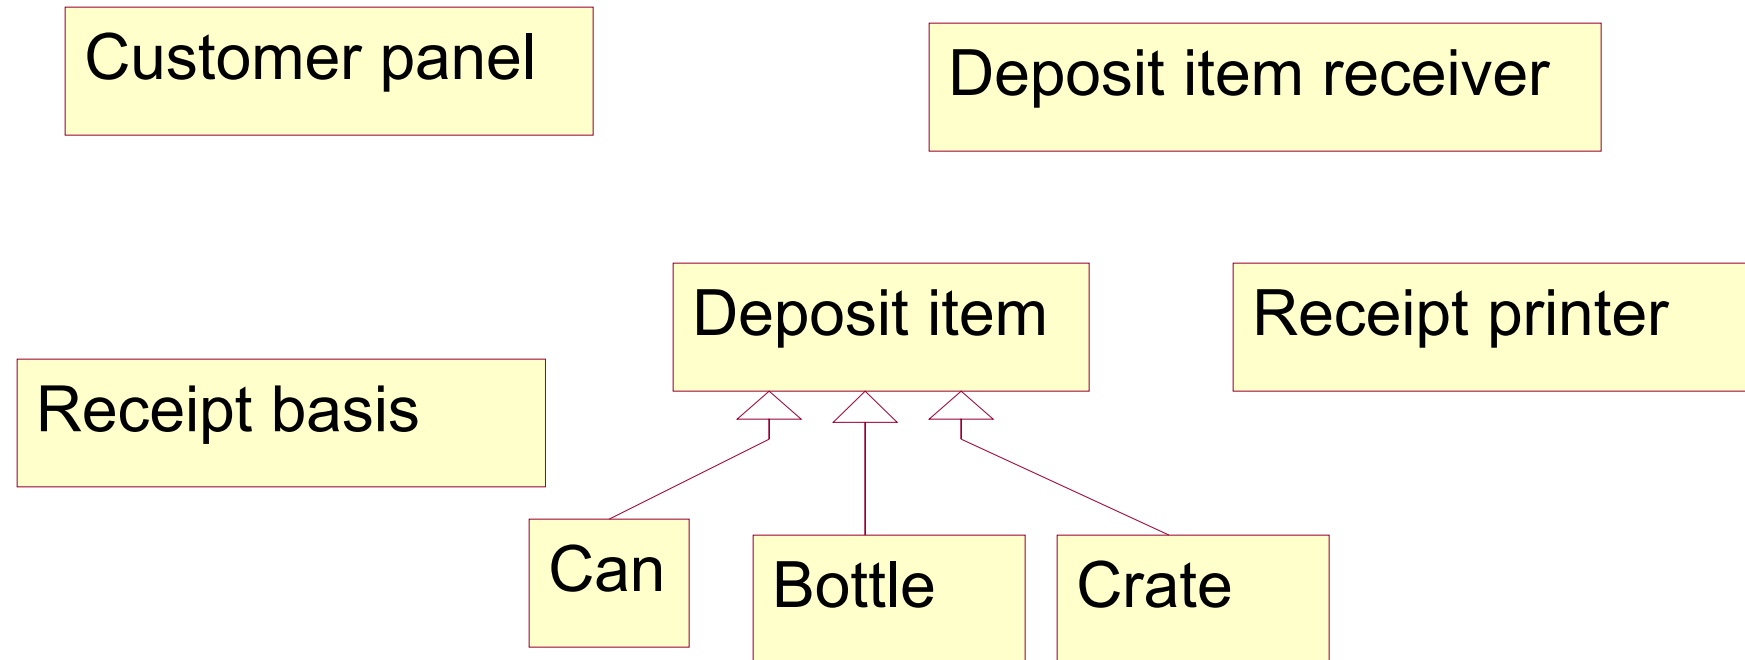 Customer panel
Deposit item receiver
Deposit item
Receipt printer
Receipt basis
Can
Bottle
Crate